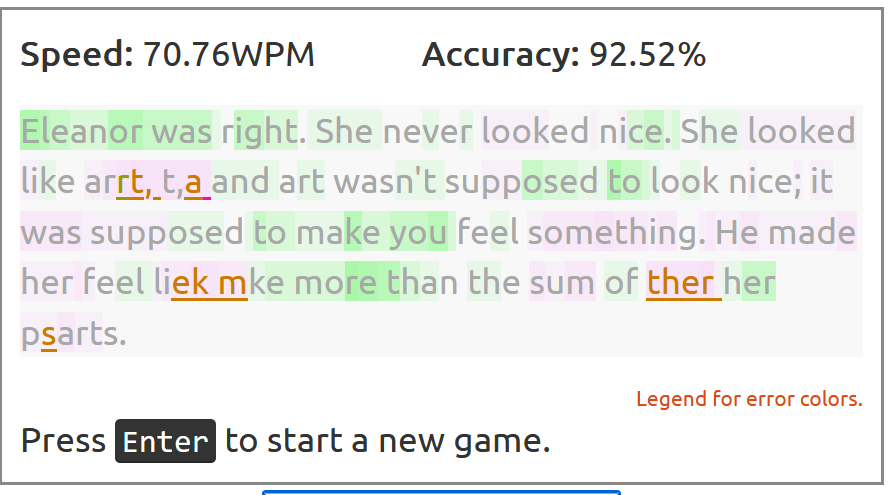 Speed: 70.76WPM Accuracy: 92.52%
Eleanor was right. She never looked nice. She looked
like arrt, t,a and art wasn't supposed to look nice; it
was supposed to make you feel something. He made
her feel liek mke more than the sum of ther her
psarts.
Legend for error colors.
Press Enter to start a new game.